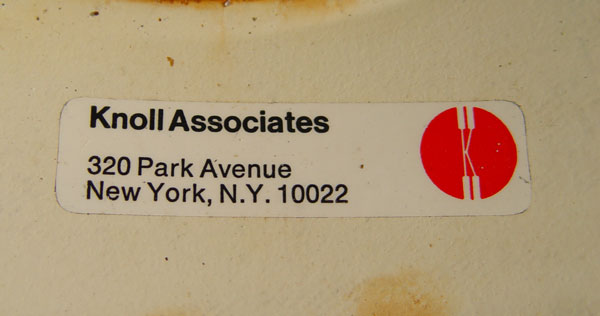 Knoll Associates
320 Park Avenue
New York, N.Y. 10022
K